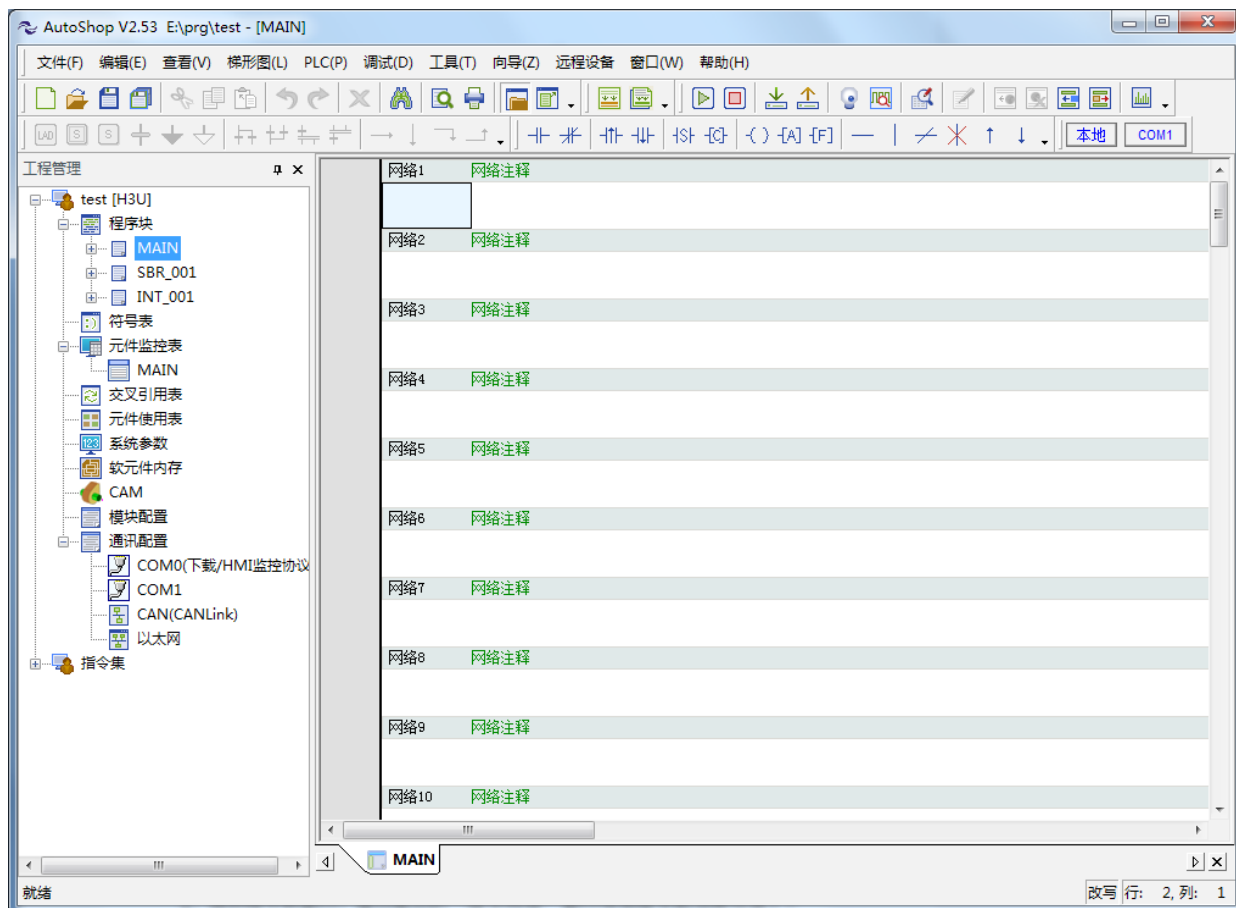 AutoShop V2.53 E:\prg\test - [MAIN]
文件(F) 编辑(E) 查看(V) 梯形图(L) PLC(P) 调试(D) 工具(T) 向导(Z) 远程设备 窗口(W) 帮助(H)
LAD S S S C ( ) [A] [F] 本地 COM1
工程管理
test [H3U]
程序块
MAIN
SBR_001
INT_001
符号表
元件监控表
MAIN
交叉引用表
元件使用表
123 系统参数
软元件内存
CAM
模块配置
通讯配置
COM0(下载/HMI监控协议
COM1
CAN(CANLink)
以太网
指令集
网络1 网络注释
网络2 网络注释
网络3 网络注释
网络4 网络注释
网络5 网络注释
网络6 网络注释
网络7 网络注释
网络8 网络注释
网络9 网络注释
网络10 网络注释
MAIN
就绪
改写 行: 2, 列: 1